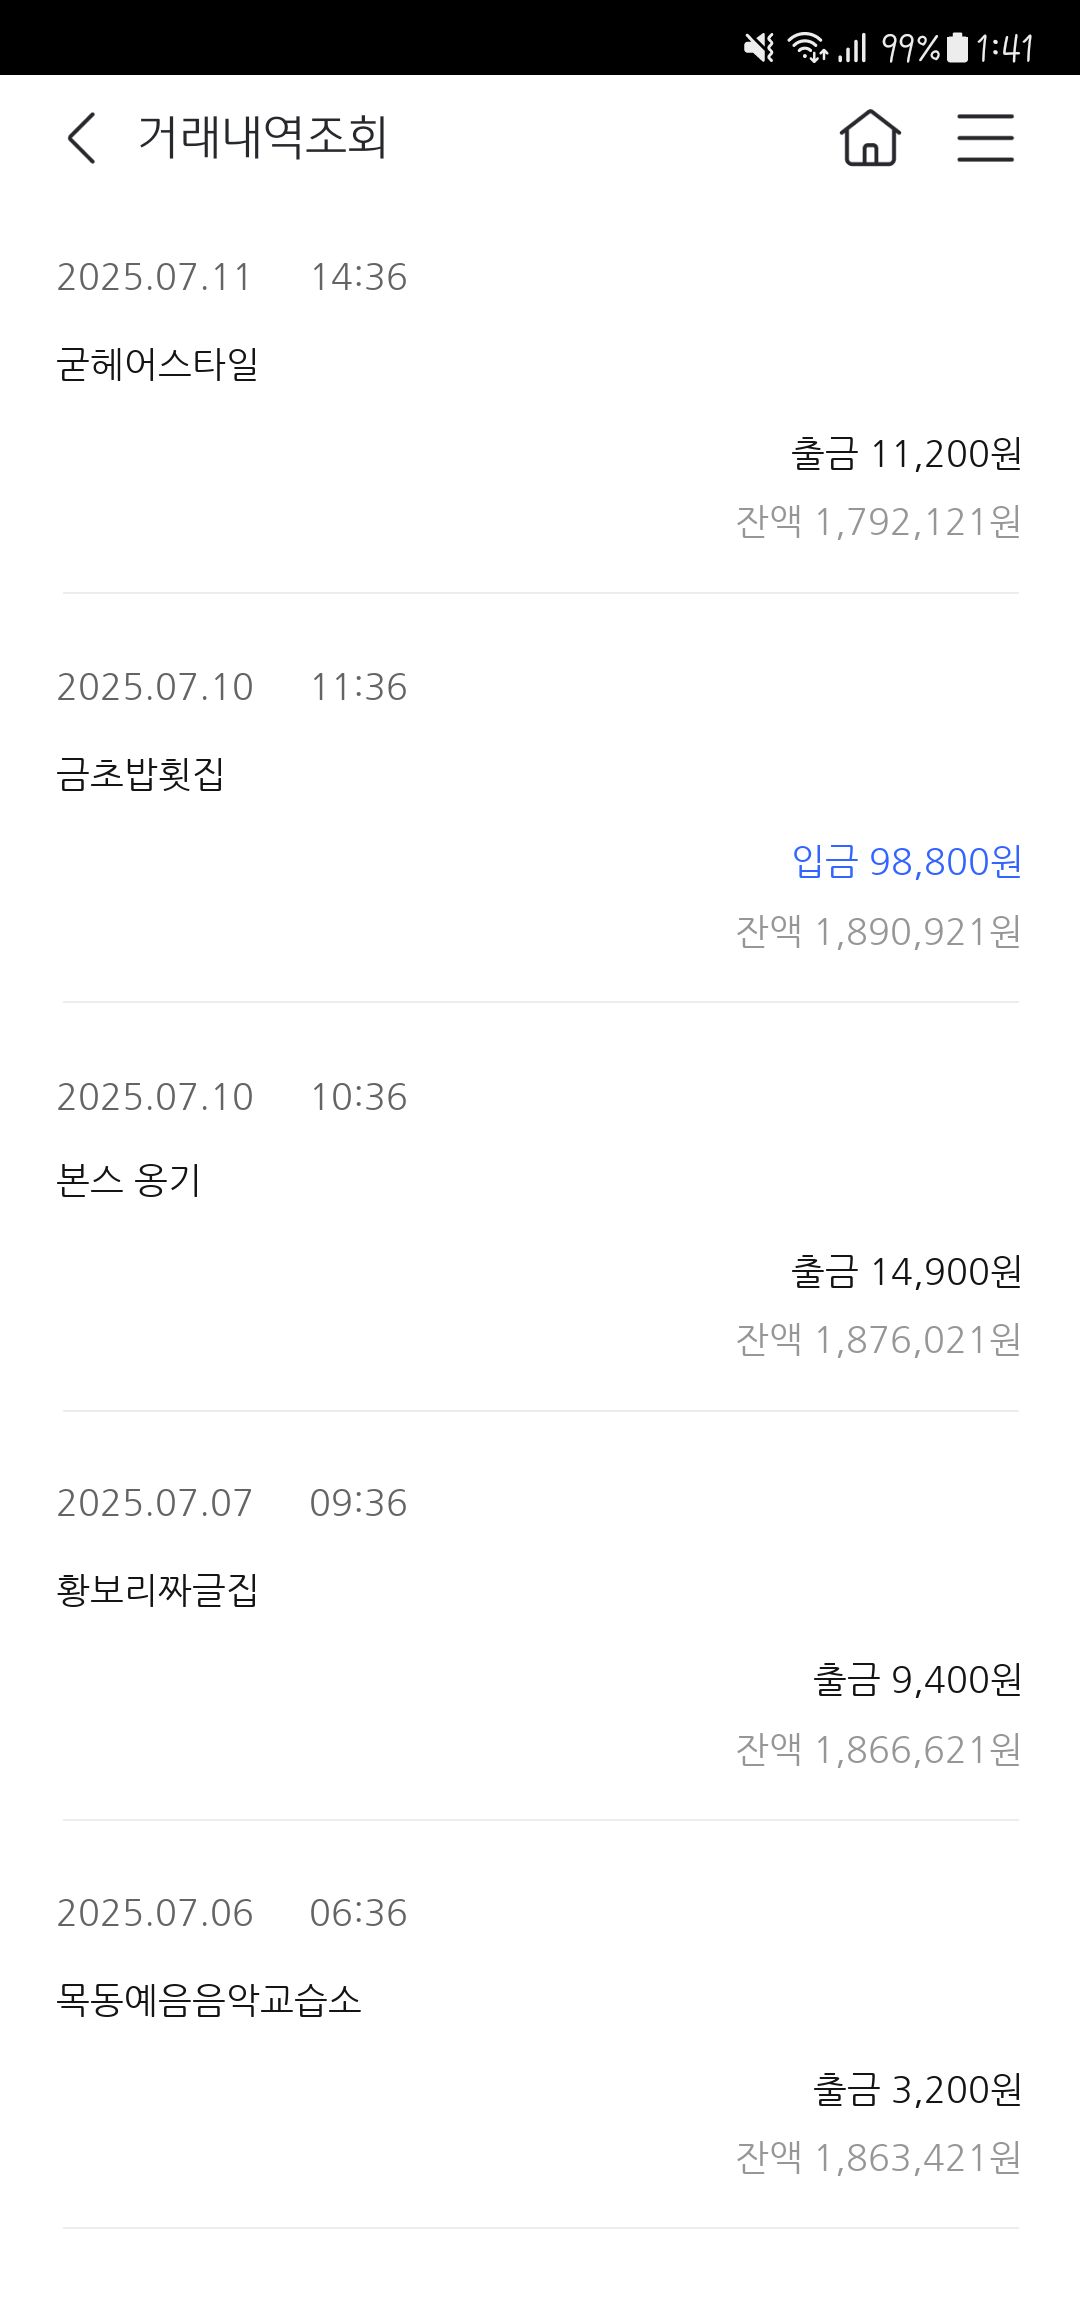 99% 1:41
거래내역조회
2025.07.11 14:36
굳헤어스타일
출금 11,200원
잔액 1,792,121원
2025.07.10 11:36
금초밥횟집
입금 98,800원
잔액 1,890,921원
2025.07.10 10:36
본스 옹기
출금 14,900원
잔액 1,876,021원
2025.07.07 09:36
황보리짜글집
출금 9,400원
잔액 1,866,621원
2025.07.06 06:36
목동예음음악교습소
출금 3,200원
잔액 1,863,421원